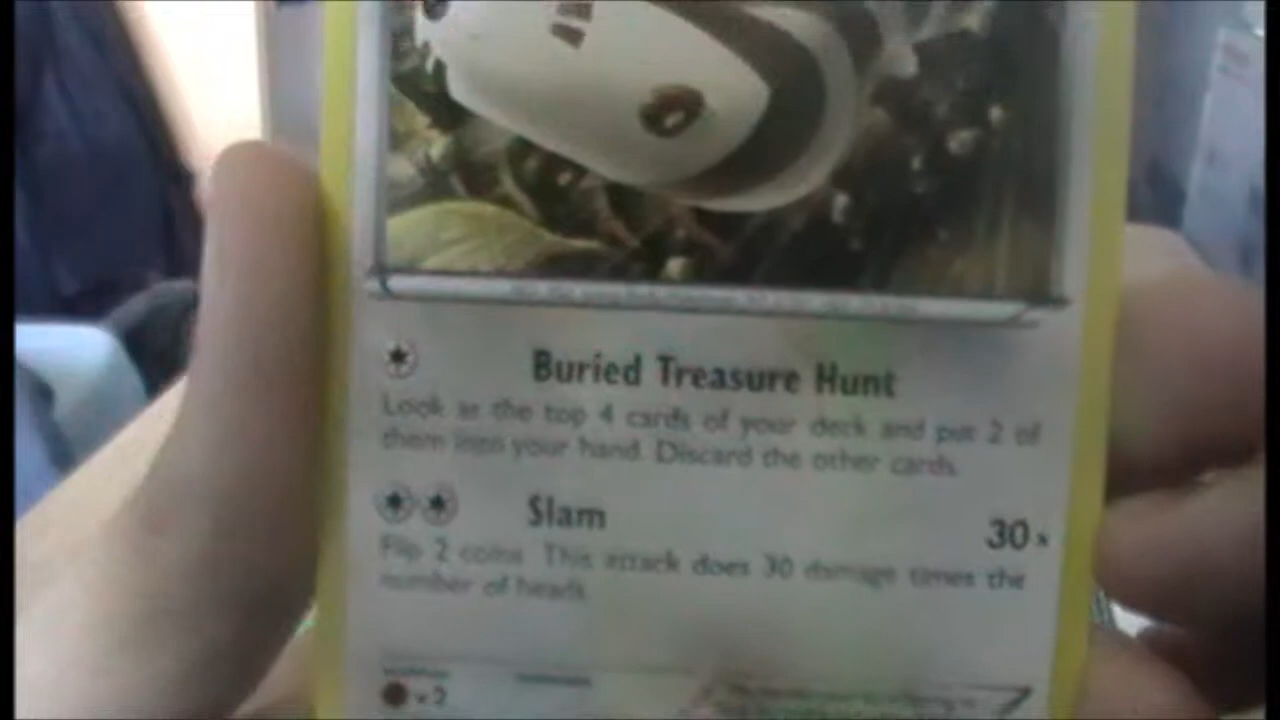 Buried Treasure Hunt
Look at the top 4 cards of your deck and put 2 of
them into your hand. Discard the other cards.
Slam 30×
Flip 2 coins. This attack does 30 damage times the
number of heads.
×2